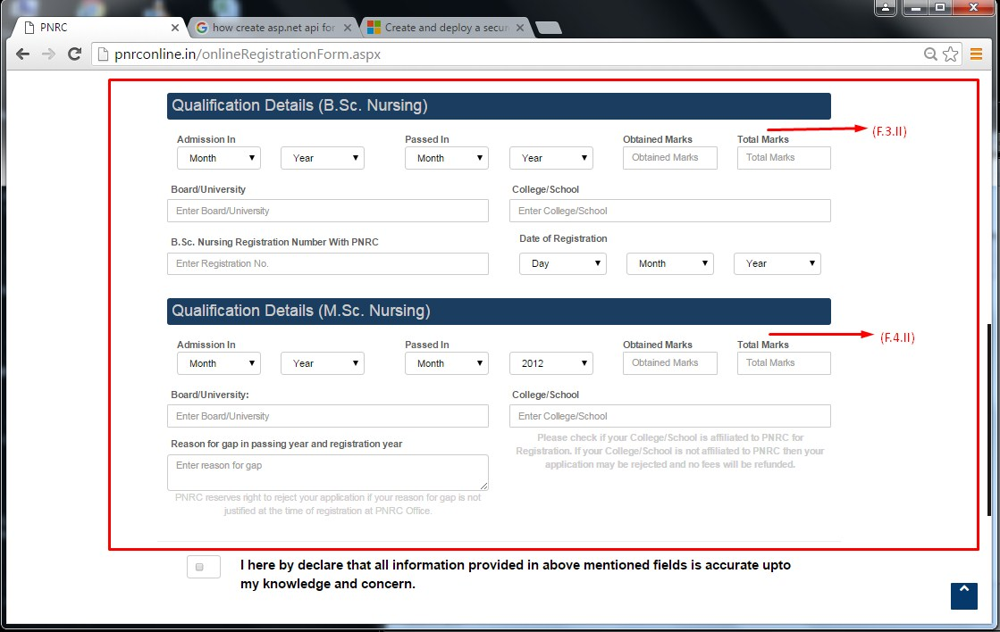 PNRC
how create asp.net api for
Create and deploy a secur
pnrconline.in/onlineRegistrationForm.aspx
Qualification Details (B.Sc. Nursing)
(F.3.II)
Admission In Passed In Obtained Marks Total Marks
Month Year Month Year Obtained Marks Total Marks
Board/University College/School
Enter Board/University Enter College/School
B.Sc. Nursing Registration Number With PNRC Date of Registration
Enter Registration No. Day Month Year
Qualification Details (M.Sc. Nursing)
(F.4.II)
Admission In Passed In Obtained Marks Total Marks
Month Year Month 2012 Obtained Marks Total Marks
Board/University: College/School
Enter Board/University Enter College/School
Reason for gap in passing year and registration year
Enter reason for gap
PNRC reserves right to reject your application if your reason for gap is not
justified at the time of registration at PNRC Office.
Please check if your College/School is affiliated to PNRC for
Registration. If your College/School is not affiliated to PNRC then your
application may be rejected and no fees will be refunded.
I here by declare that all information provided in above mentioned fields is accurate upto
my knowledge and concern.